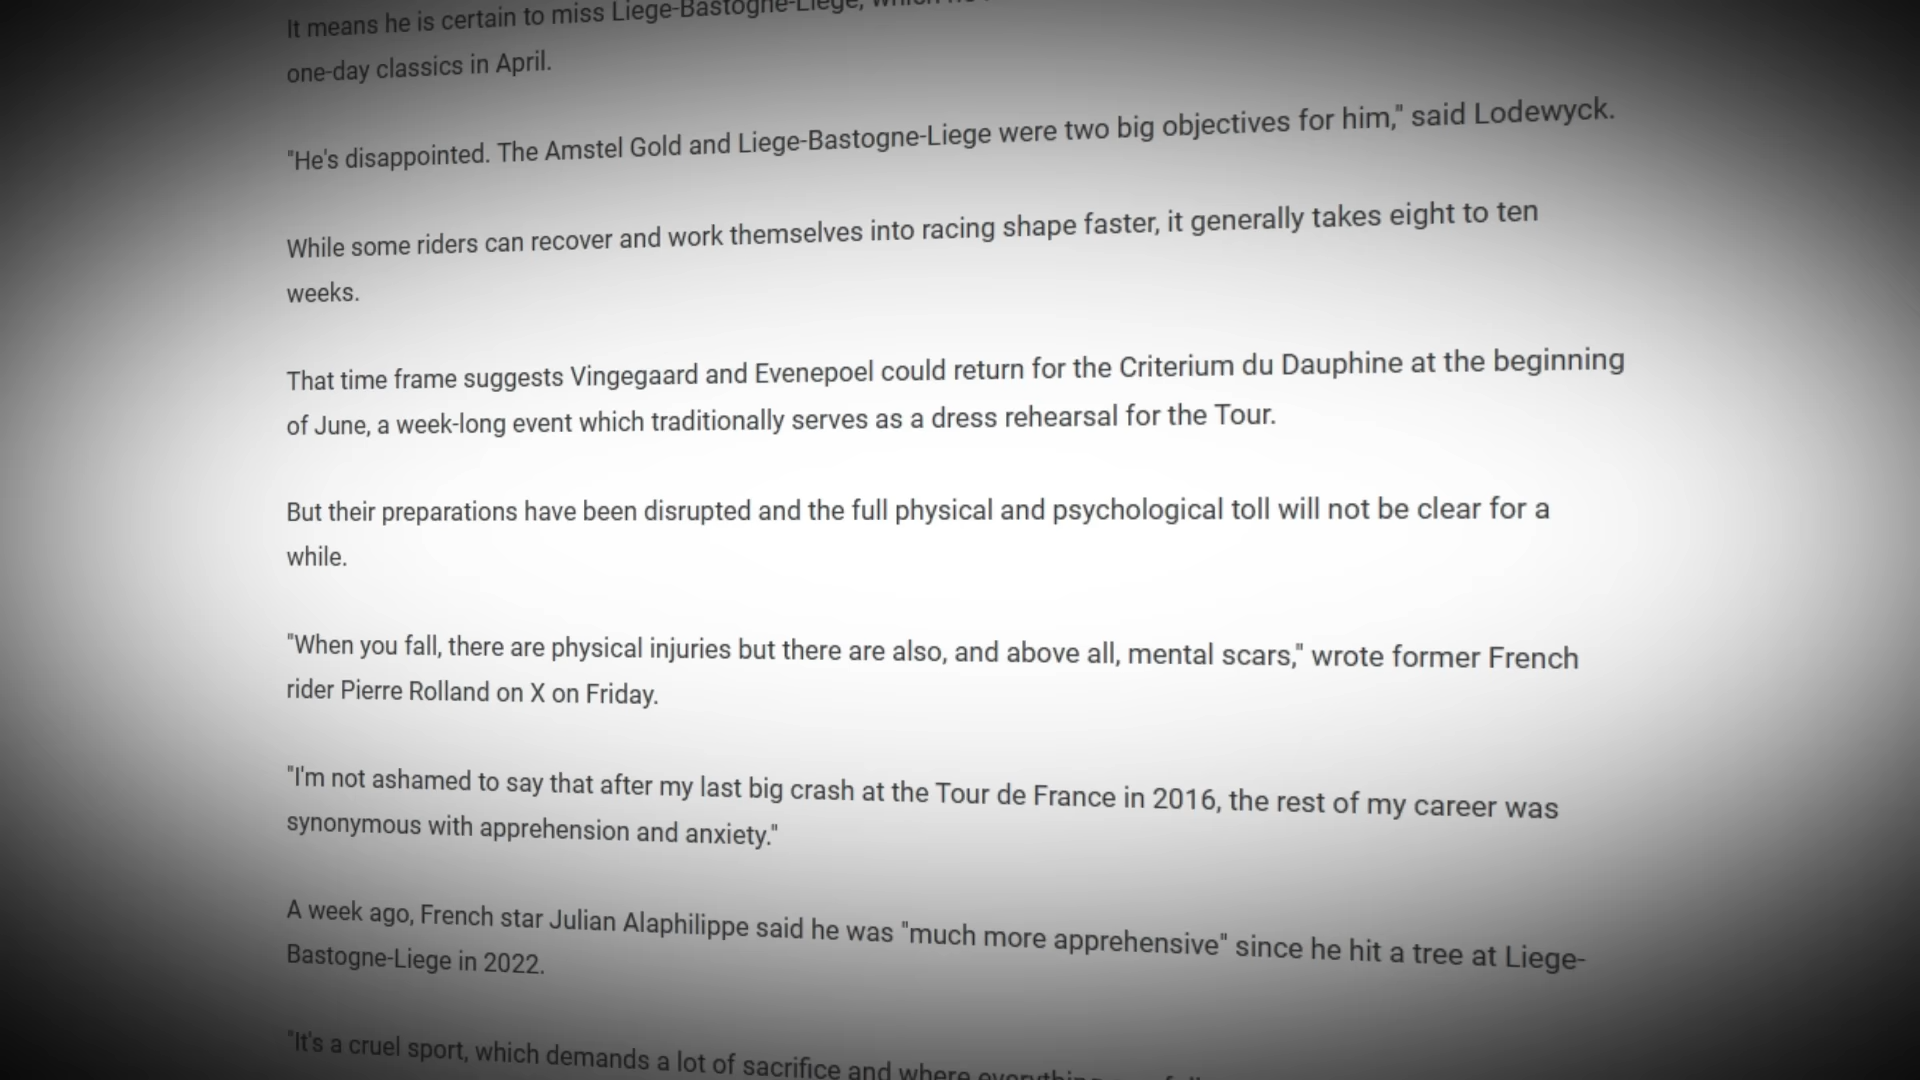 It means he is certain to miss Liege-Bastogne-Liege, which he
one-day classics in April.
"He's disappointed. The Amstel Gold and Liege-Bastogne-Liege were two big objectives for him," said Lodewyck.
While some riders can recover and work themselves into racing shape faster, it generally takes eight to ten
weeks.
That time frame suggests Vingegaard and Evenepoel could return for the Criterium du Dauphine at the beginning
of June, a week-long event which traditionally serves as a dress rehearsal for the Tour.
But their preparations have been disrupted and the full physical and psychological toll will not be clear for a
while.
"When you fall, there are physical injuries but there are also, and above all, mental scars," wrote former French
rider Pierre Rolland on X on Friday.
"I'm not ashamed to say that after my last big crash at the Tour de France in 2016, the rest of my career was
synonymous with apprehension and anxiety."
A week ago, French star Julian Alaphilippe said he was "much more apprehensive" since he hit a tree at Liege-
Bastogne-Liege in 2022.
"It's a cruel sport, which demands a lot of sacrifice and where everything